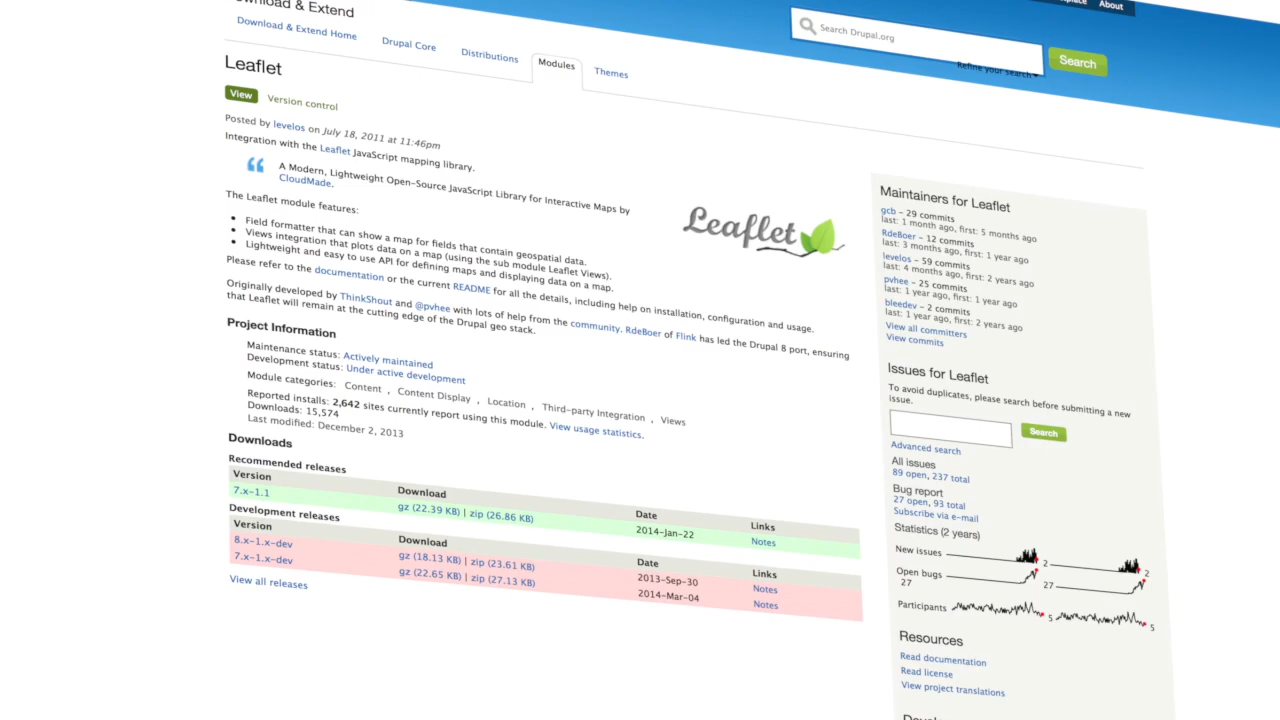 Download & Extend
About
Search Drupal.org
Search
Refine your search
Download & Extend Home
Drupal Core
Distributions
Modules
Themes
Leaflet
View
Version control
Posted by levelos on July 18, 2011 at 11:46pm
Integration with the Leaflet JavaScript mapping library.
“
A Modern, Lightweight Open-Source JavaScript Library for Interactive Maps by
CloudMade.
Leaflet
The Leaflet module features:
• Field formatter that can show a map for fields that contain geospatial data.
• Views integration that plots data on a map (using the sub module Leaflet Views).
• Lightweight and easy to use API for defining maps and displaying data on a map.
Please refer to the documentation or the current README for all the details, including help on installation, configuration and usage.
Originally developed by ThinkShout and @pvhee with lots of help from the community. RdeBoer of Flink has led the Drupal 8 port, ensuring
that Leaflet will remain at the cutting edge of the Drupal geo stack.
Project Information
Maintenance status: Actively maintained
Development status: Under active development
Module categories: Content , Content Display , Location , Third-party Integration , Views
Reported installs: 2,642 sites currently report using this module. View usage statistics.
Downloads: 15,574
Last modified: December 2, 2013
Downloads
Recommended releases
Version Download Date Links
7.x-1.1 gz (22.39 KB) | zip (26.86 KB) 2014-Jan-22 Notes
Development releases
Version Download Date Links
8.x-1.x-dev gz (18.13 KB) | zip (23.61 KB) 2013-Sep-30 Notes
7.x-1.x-dev gz (22.65 KB) | zip (27.13 KB) 2014-Mar-04 Notes
View all releases
Maintainers for Leaflet
gcb – 29 commits
last: 1 month ago, first: 5 months ago
RdeBoer – 12 commits
last: 3 months ago, first: 1 year ago
levelos – 59 commits
last: 4 months ago, first: 2 years ago
pvhee – 25 commits
last: 1 year ago, first: 1 year ago
bleedev – 2 commits
last: 1 year ago, first: 2 years ago
View all committers
View commits
Issues for Leaflet
To avoid duplicates, please search before submitting a new
issue.
Search
Advanced search
All issues
89 open, 237 total
Bug report
27 open, 93 total
Subscribe via e-mail
Statistics (2 years)
New issues 2 2
Open bugs 27
27
Participants 5 5
Resources
Read documentation
Read license
View project translations